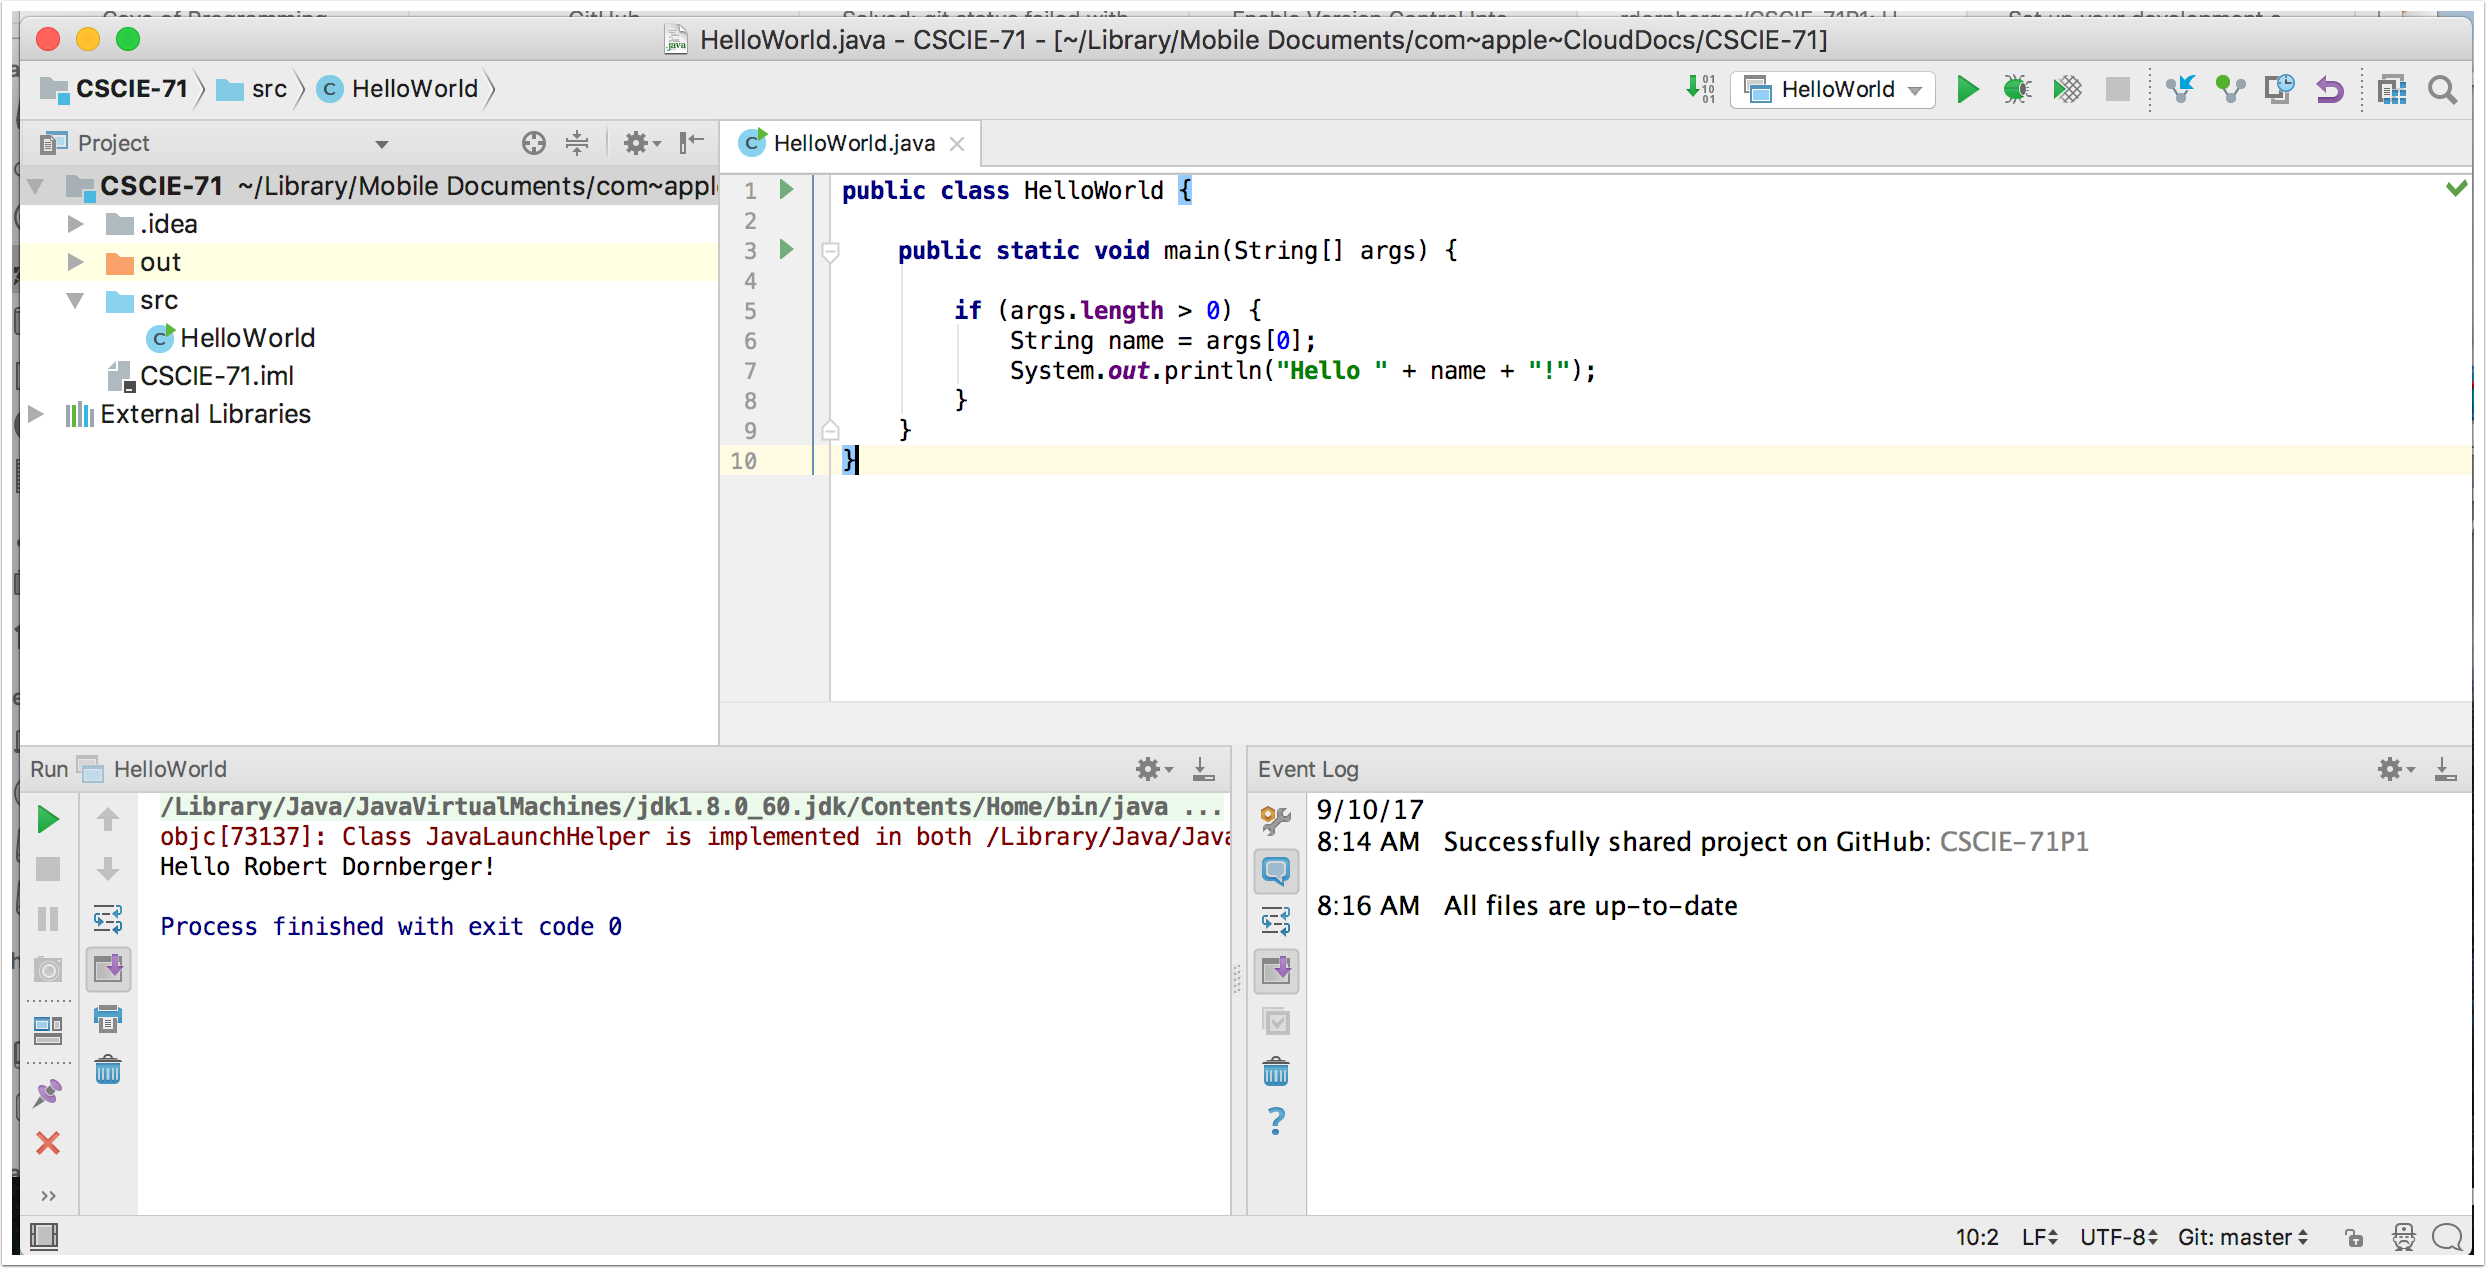 HelloWorld.java - CSCIE-71 - [~/Library/Mobile Documents/com~apple~CloudDocs/CSCIE-71]
CSCIE-71 src HelloWorld
HelloWorld
Project
HelloWorld.java
CSCIE-71 ~/Library/Mobile Documents/com~appl
.idea
out
src
HelloWorld
CSCIE-71.iml
External Libraries
1 public class HelloWorld {
2
3 public static void main(String[] args) {
4
5 if (args.length > 0) {
6 String name = args[0];
7 System.out.println("Hello " + name + "!");
8 }
9 }
10 }
Run HelloWorld
/Library/Java/JavaVirtualMachines/jdk1.8.0_60.jdk/Contents/Home/bin/java ...
objc[73137]: Class JavaLaunchHelper is implemented in both /Library/Java/Java
Hello Robert Dornberger!
Process finished with exit code 0
Event Log
9/10/17
8:14 AM Successfully shared project on GitHub: CSCIE-71P1
8:16 AM All files are up-to-date
10:2 LF UTF-8 Git: master